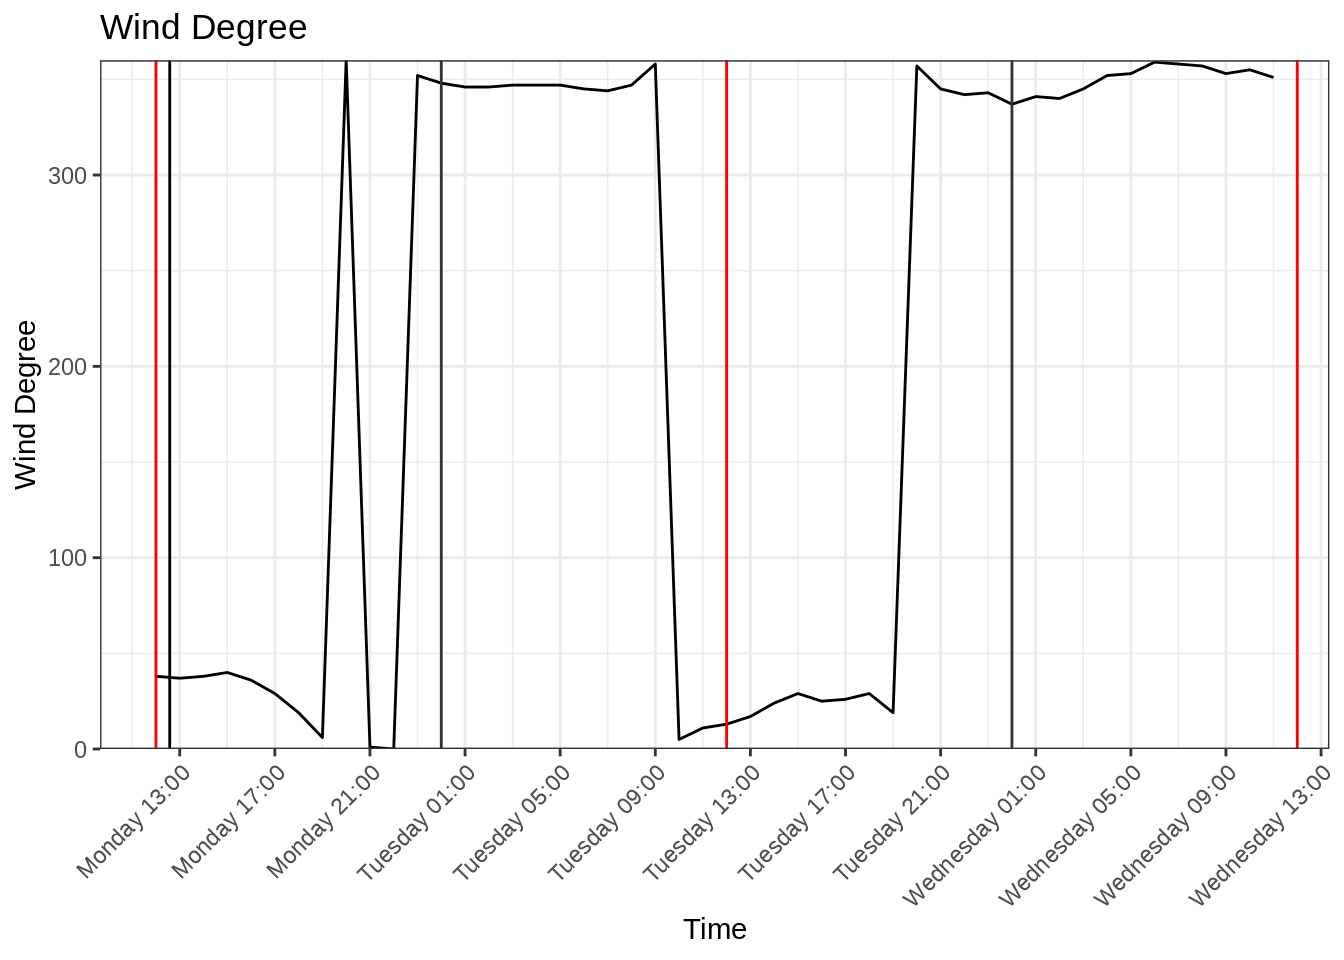 Wind Degree
Wind Degree
300
200
100
0
Monday 13:00
Monday 17:00
Monday 21:00
Tuesday 01:00
Tuesday 05:00
Tuesday 09:00
Tuesday 13:00
Tuesday 17:00
Tuesday 21:00
Wednesday 01:00
Wednesday 05:00
Wednesday 09:00
Wednesday 13:00
Time